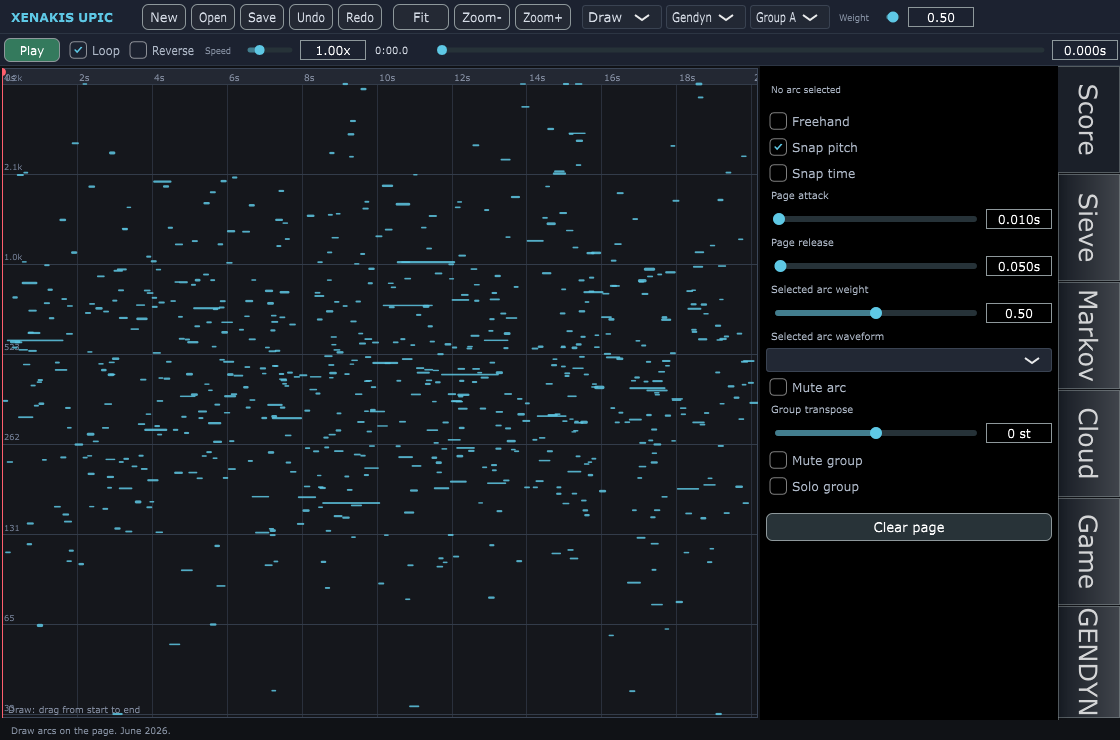 XENAKIS UPIC New Open Save Undo Redo Fit Zoom- Zoom+ Draw Gendyn Group A Weight 0.50
Play Loop Reverse Speed 1.00x 0:00.0 0.000s
2s 4s 6s 8s 10s 12s 14s 16s 18s
2.1k
1.0k
262
131
65
Draw: drag from start to end
Draw arcs on the page. June 2026.
No arc selected
Freehand
Snap pitch
Snap time
Page attack
0.010s
Page release
0.050s
Selected arc weight
0.50
Selected arc waveform
Mute arc
Group transpose
0 st
Mute group
Solo group
Clear page
Score
Sieve
Markov
Cloud
Game
GENDYN